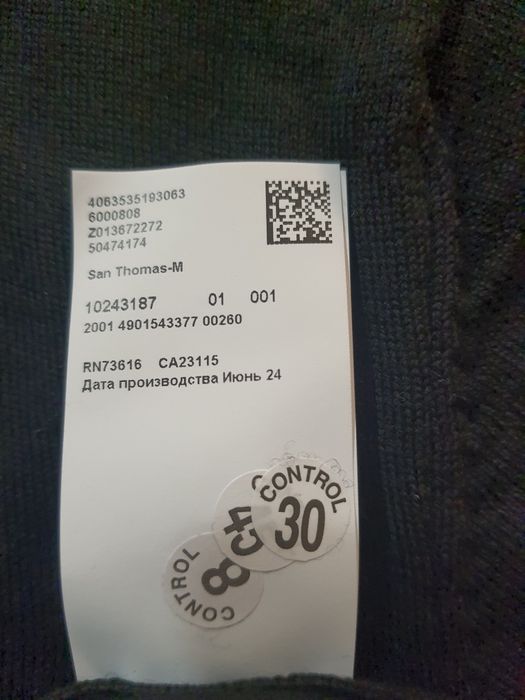 4063535193063
6000808
Z013672272
50474174
San Thomas-M
10243187 01 001
2001 4901543377 00260
RN73616 CA23115
Дата производства Июнь 24
CONTROL
30
8
CONTROL